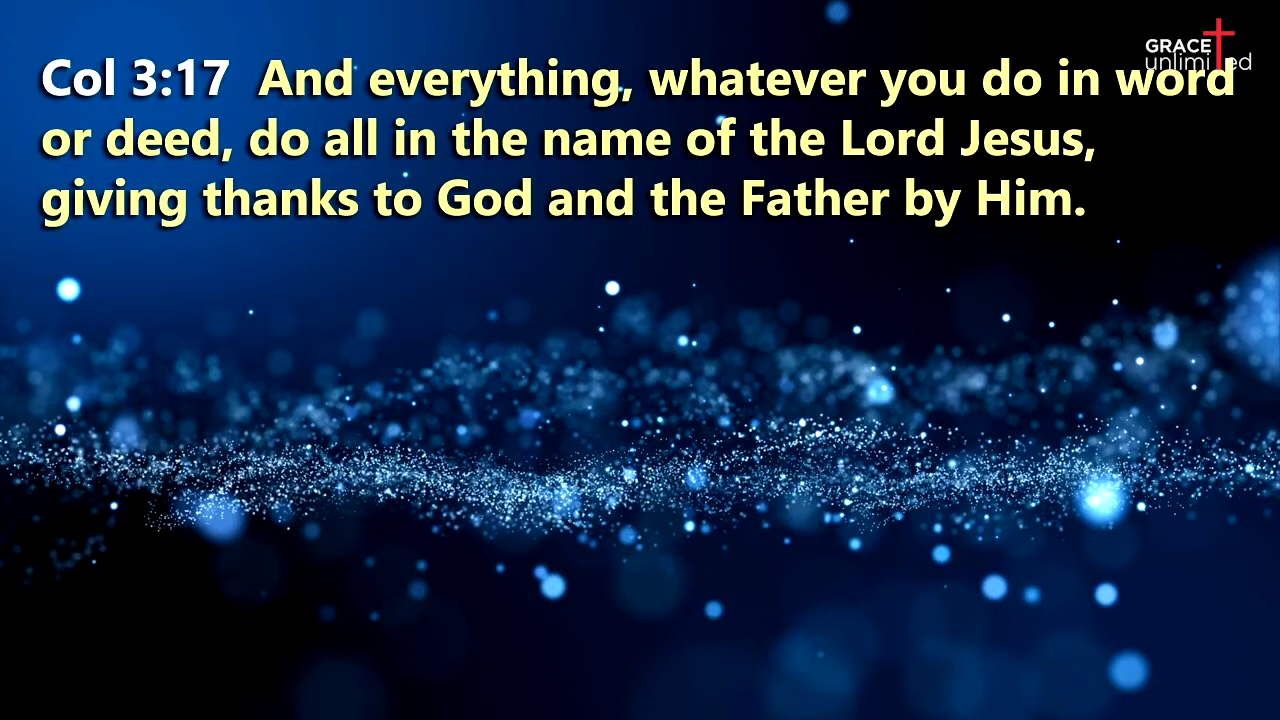 GRACE
unlimited
Col 3:17 And everything, whatever you do in word
or deed, do all in the name of the Lord Jesus,
giving thanks to God and the Father by Him.